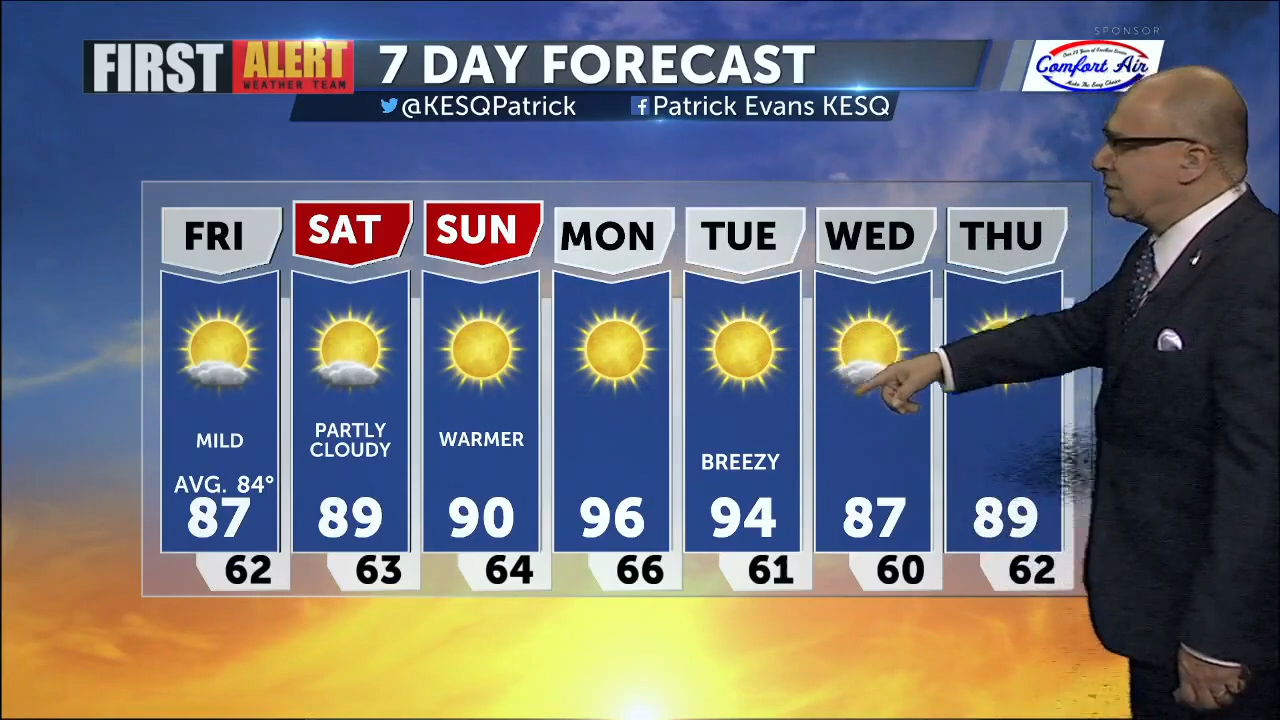 SPONSOR
FIRST ALERT
WEATHER TEAM
7 DAY FORECAST
Comfort Air
@KESQPatrick
Patrick Evans KESQ
FRI SAT SUN MON TUE WED THU
MILD
PARTLY
CLOUDY
WARMER
BREEZY
AVG. 84°
87 89 90 96 94 87 89
62 63 64 66 61 60 62